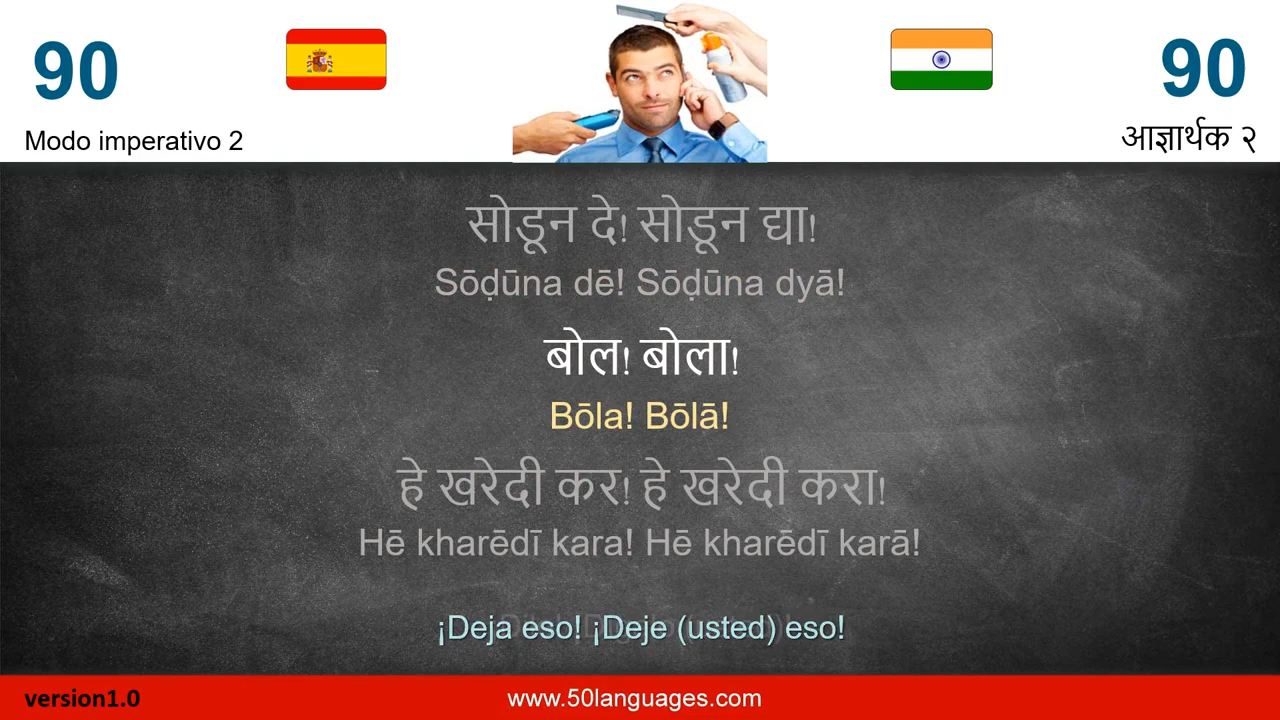 90
90
Modo imperativo 2
आज्ञार्थक २
सोडून दे! सोडून द्या!
Sōḍūna dē! Sōḍūna dyā!
बोल! बोला!
Bōla! Bōlā!
हे खरेदी कर! हे खरेदी करा!
Hē kharēdī kara! Hē kharēdī karā!
¡Deja eso! ¡Deje (usted) eso!
version1.0
www.50languages.com